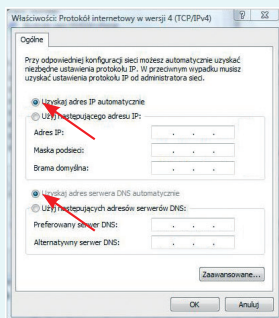 Właściwości: Protokół internetowy w wersji 4 (TCP/IPv4)
Ogólne
Przy odpowiedniej konfiguracji sieci możesz automatycznie uzyskać
niezbędne ustawienia protokołu IP. W przeciwnym wypadku musisz
uzyskać ustawienia protokołu IP od administratora sieci.
Uzyskaj adres IP automatycznie
Użyj następującego adresu IP:
Adres IP:
Maska podsieci:
Brama domyślna:
Uzyskaj adres serwera DNS automatycznie
Użyj następujących adresów serwerów DNS:
Preferowany serwer DNS:
Alternatywny serwer DNS:
Zaawansowane...
OK Anuluj